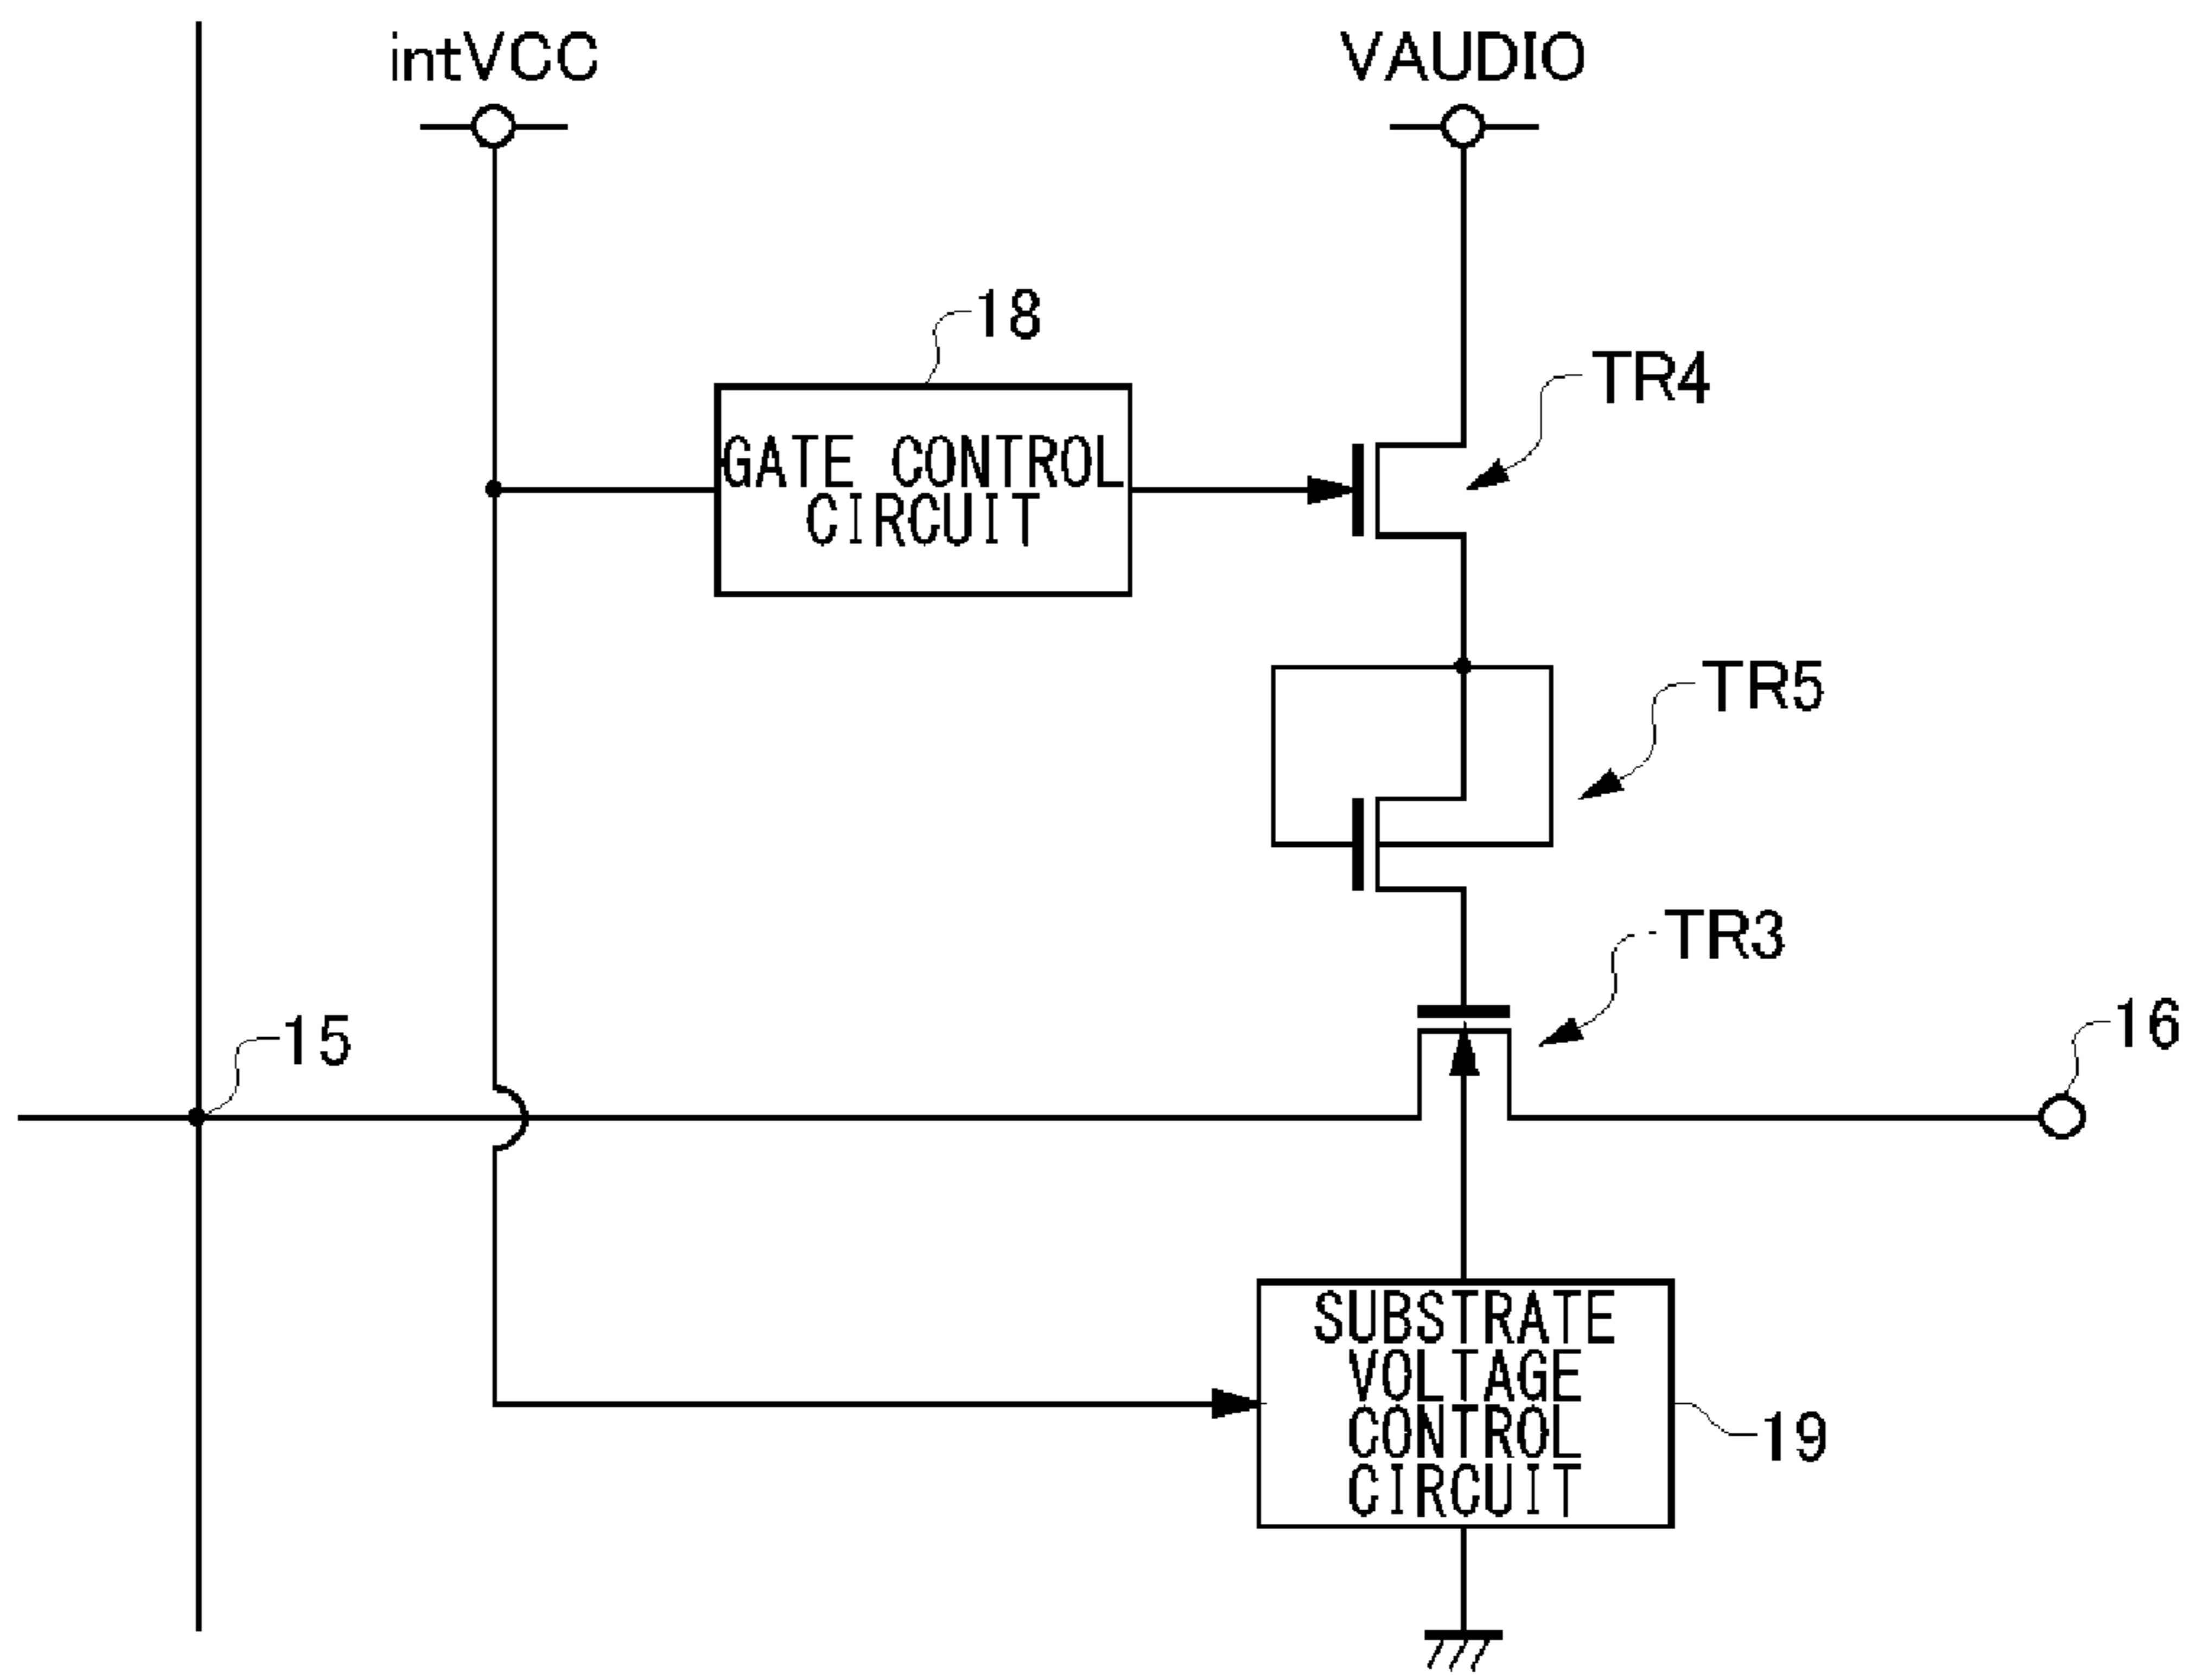 intVCC
VAUDIO
18
TR4
GATE CONTROL
CIRCUIT
TR5
TR3
15
16
SUBSTRATE
VOLTAGE
CONTROL
CIRCUIT
19